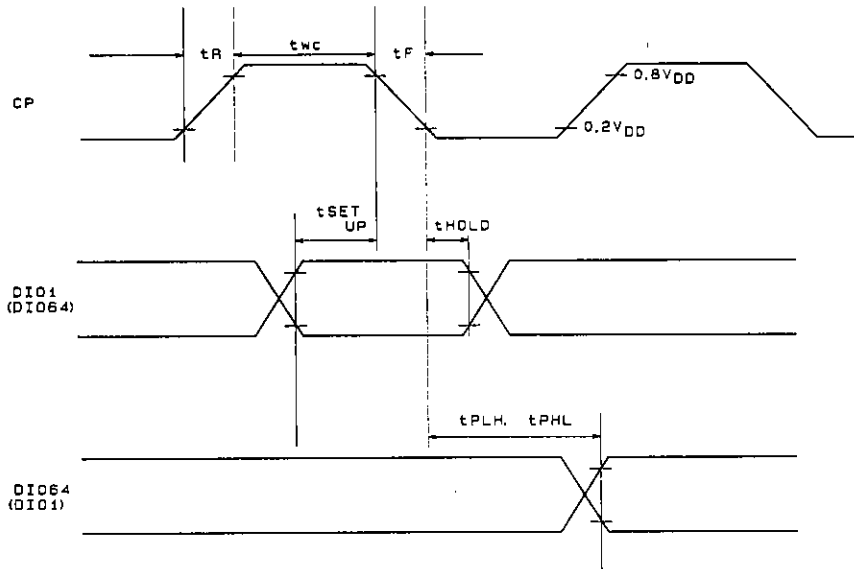 tR
twc
tF
CP
0.8VDD
0.2VDD
tSET
UP
tHOLD
DIO1
(DIO64)
tPLH. tPHL
DIO64
(DIO1)